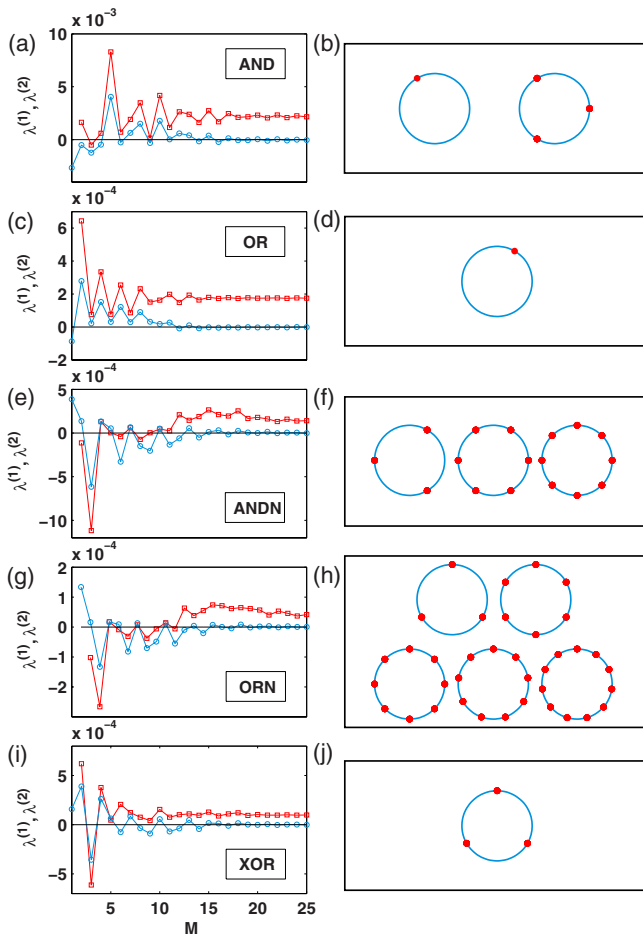 x 10⁻³
(a)
10
5
0
λ⁽¹⁾, λ⁽²⁾
AND
(b)
x 10⁻⁴
(c)
6
4
2
0
−2
λ⁽¹⁾, λ⁽²⁾
OR
(d)
x 10⁻⁴
(e)
5
0
−5
−10
λ⁽¹⁾, λ⁽²⁾
ANDN
(f)
x 10⁻⁴
(g)
2
1
0
−1
−2
λ⁽¹⁾, λ⁽²⁾
ORN
(h)
x 10⁻⁴
(i)
5
0
−5
λ⁽¹⁾, λ⁽²⁾
XOR
5 10 15 20 25
M
(j)